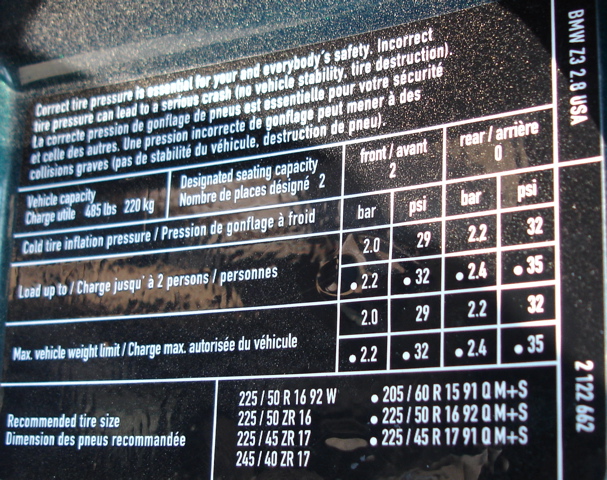 Correct tire pressure is essential for your and everybody's safety. Incorrect
tire pressure can lead to a serious crash (no vehicle stability, tire destruction).
La correcte pression de gonflage de pneus est essentielle pour votre sécurité
et celle des autres. Une pression incorrecte de gonflage peut mener à des
collisions graves (pas de stabilité du véhicule, destruction de pneu).
Vehicle capacity
Charge utile 485 lbs 220 kg
Designated seating capacity
Nombre de places désigné 2
front / avant
2
rear / arrière
0
Cold tire inflation pressure / Pression de gonflage à froid
bar psi bar psi
Load up to / Charge jusqu' à 2 persons / personnes
2.0 29 2.2 32
• 2.2 • 32 • 2.4 • 35
Max. vehicle weight limit / Charge max. autorisée du véhicule
2.0 29 2.2 32
• 2.2 • 32 • 2.4 • 35
Recommended tire size
Dimension des pneus recommandée
225 / 50 R 16 92 W
225 / 50 ZR 16
225 / 45 ZR 17
245 / 40 ZR 17
• 205 / 60 R 15 91 Q M+S
• 225 / 50 R 16 92 Q M+S
• 225 / 45 R 17 91 Q M+S
BMW Z3 2.8 USA
2 122 662